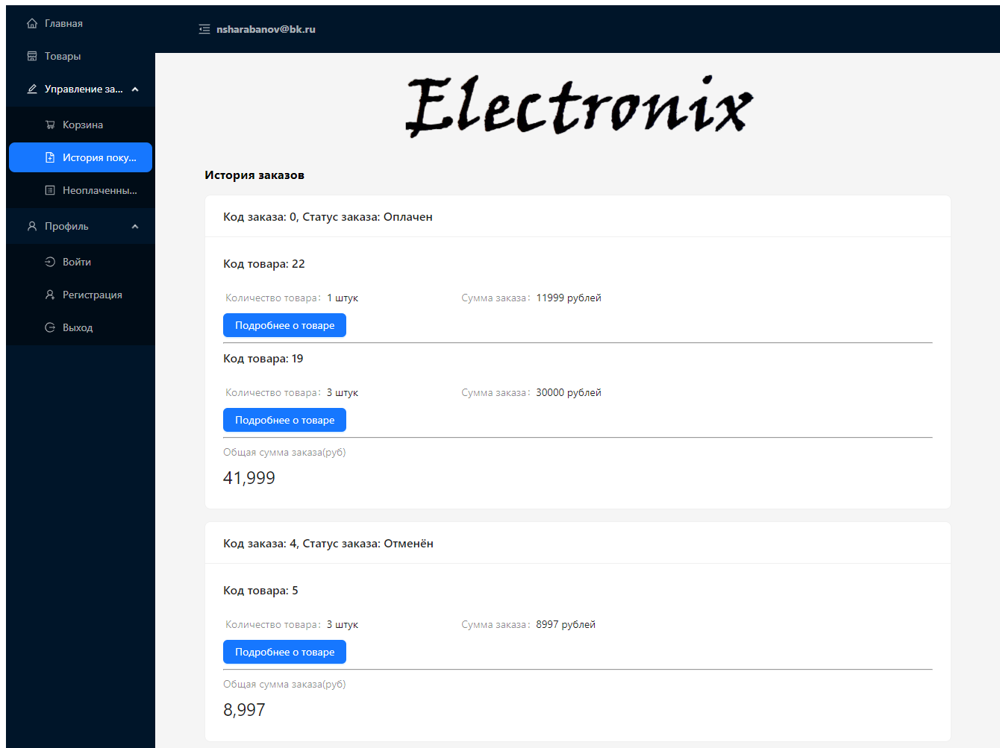 Главная
Товары
Управление за...
Корзина
История поку...
Неоплаченны...
Профиль
Войти
Регистрация
Выход
nsharabanov@bk.ru
Electronix
История заказов
Код заказа: 0, Статус заказа: Оплачен
Код товара: 22
Количество товара: 1 штук Сумма заказа: 11999 рублей
Подробнее о товаре
Код товара: 19
Количество товара: 3 штук Сумма заказа: 30000 рублей
Подробнее о товаре
Общая сумма заказа(руб)
41,999
Код заказа: 4, Статус заказа: Отменён
Код товара: 5
Количество товара: 3 штук Сумма заказа: 8997 рублей
Подробнее о товаре
Общая сумма заказа(руб)
8,997